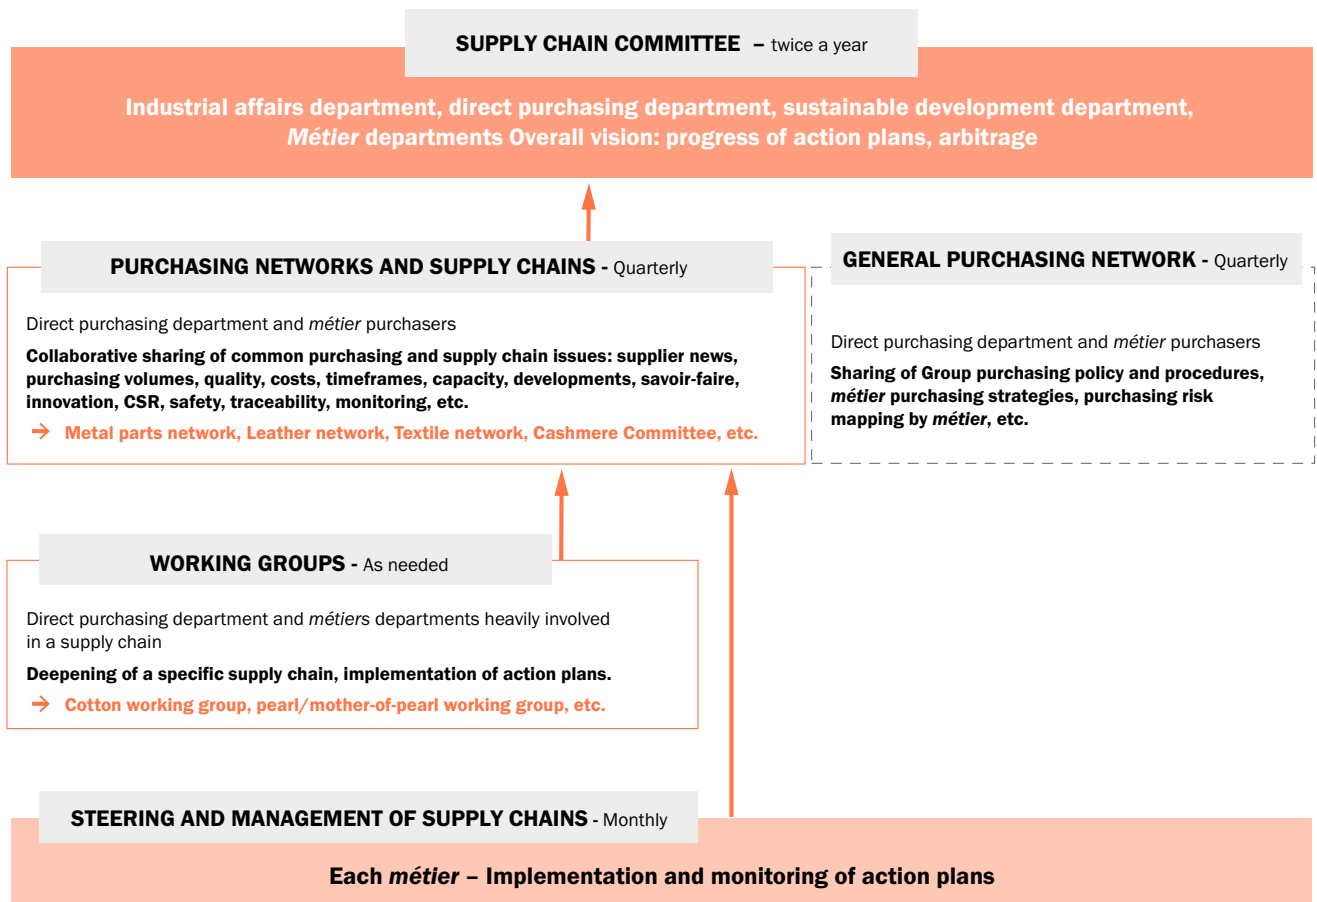 SUPPLY CHAIN COMMITTEE – twice a year
Industrial affairs department, direct purchasing department, sustainable development department,
Métier departments Overall vision: progress of action plans, arbitrage
PURCHASING NETWORKS AND SUPPLY CHAINS - Quarterly
Direct purchasing department and métier purchasers
Collaborative sharing of common purchasing and supply chain issues: supplier news,
purchasing volumes, quality, costs, timeframes, capacity, developments, savoir-faire,
innovation, CSR, safety, traceability, monitoring, etc.
→ Metal parts network, Leather network, Textile network, Cashmere Committee, etc.
GENERAL PURCHASING NETWORK - Quarterly
Direct purchasing department and métier purchasers
Sharing of Group purchasing policy and procedures,
métier purchasing strategies, purchasing risk
mapping by métier, etc.
WORKING GROUPS - As needed
Direct purchasing department and métiers departments heavily involved
in a supply chain
Deepening of a specific supply chain, implementation of action plans.
→ Cotton working group, pearl/mother-of-pearl working group, etc.
STEERING AND MANAGEMENT OF SUPPLY CHAINS - Monthly
Each métier – Implementation and monitoring of action plans